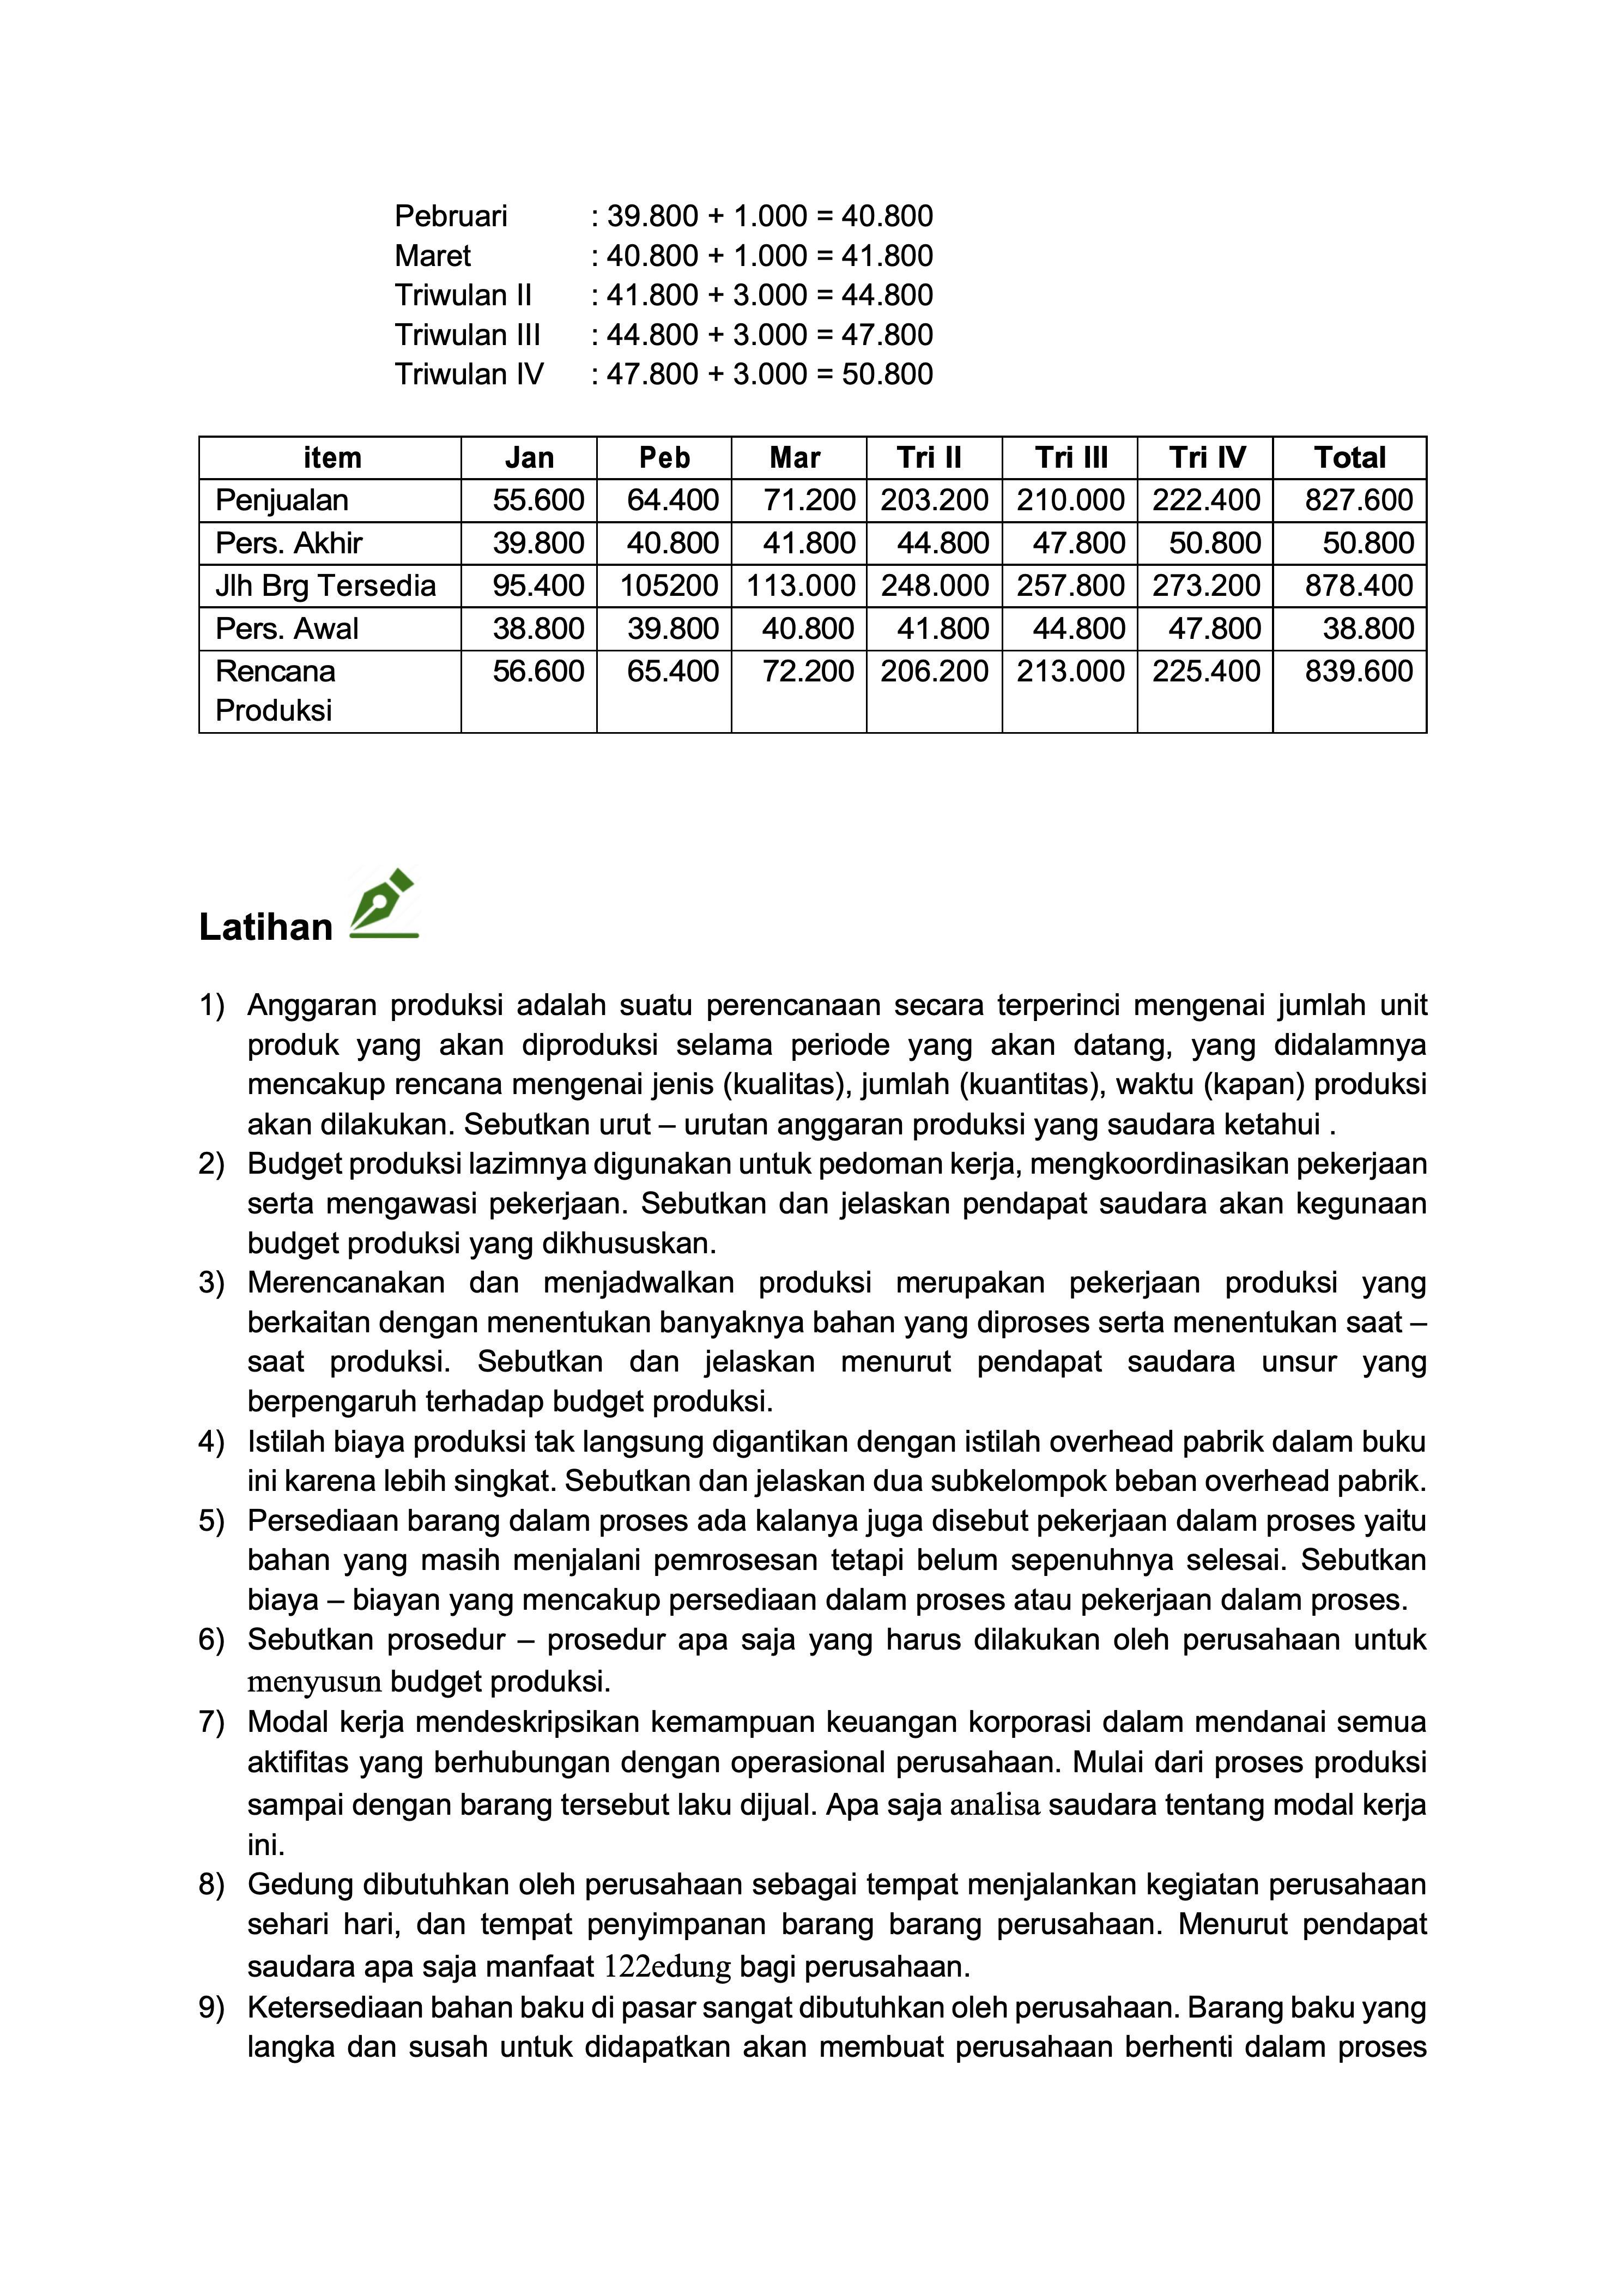 Pebruari : 39.800 + 1.000 = 40.800
Maret : 40.800 + 1.000 = 41.800
Triwulan II : 41.800 + 3.000 = 44.800
Triwulan III : 44.800 + 3.000 = 47.800
Triwulan IV : 47.800 + 3.000 = 50.800
item Jan Peb Mar Tri II Tri III Tri IV Total
Penjualan 55.600 64.400 71.200 203.200 210.000 222.400 827.600
Pers. Akhir 39.800 40.800 41.800 44.800 47.800 50.800 50.800
Jlh Brg Tersedia 95.400 105200 113.000 248.000 257.800 273.200 878.400
Pers. Awal 38.800 39.800 40.800 41.800 44.800 47.800 38.800
Rencana 56.600 65.400 72.200 206.200 213.000 225.400 839.600
Produksi
Latihan
1) Anggaran produksi adalah suatu perencanaan secara terperinci mengenai jumlah unit
produk yang akan diproduksi selama periode yang akan datang, yang didalamnya
mencakup rencana mengenai jenis (kualitas), jumlah (kuantitas), waktu (kapan) produksi
akan dilakukan. Sebutkan urut – urutan anggaran produksi yang saudara ketahui .
2) Budget produksi lazimnya digunakan untuk pedoman kerja, mengkoordinasikan pekerjaan
serta mengawasi pekerjaan. Sebutkan dan jelaskan pendapat saudara akan kegunaan
budget produksi yang dikhususkan.
3) Merencanakan dan menjadwalkan produksi merupakan pekerjaan produksi yang
berkaitan dengan menentukan banyaknya bahan yang diproses serta menentukan saat –
saat produksi. Sebutkan dan jelaskan menurut pendapat saudara unsur yang
berpengaruh terhadap budget produksi.
4) Istilah biaya produksi tak langsung digantikan dengan istilah overhead pabrik dalam buku
ini karena lebih singkat. Sebutkan dan jelaskan dua subkelompok beban overhead pabrik.
5) Persediaan barang dalam proses ada kalanya juga disebut pekerjaan dalam proses yaitu
bahan yang masih menjalani pemrosesan tetapi belum sepenuhnya selesai. Sebutkan
biaya – biayan yang mencakup persediaan dalam proses atau pekerjaan dalam proses.
6) Sebutkan prosedur – prosedur apa saja yang harus dilakukan oleh perusahaan untuk
menyusun budget produksi.
7) Modal kerja mendeskripsikan kemampuan keuangan korporasi dalam mendanai semua
aktifitas yang berhubungan dengan operasional perusahaan. Mulai dari proses produksi
sampai dengan barang tersebut laku dijual. Apa saja analisa saudara tentang modal kerja
ini.
8) Gedung dibutuhkan oleh perusahaan sebagai tempat menjalankan kegiatan perusahaan
sehari hari, dan tempat penyimpanan barang barang perusahaan. Menurut pendapat
saudara apa saja manfaat 122edung bagi perusahaan.
9) Ketersediaan bahan baku di pasar sangat dibutuhkan oleh perusahaan. Barang baku yang
langka dan susah untuk didapatkan akan membuat perusahaan berhenti dalam proses